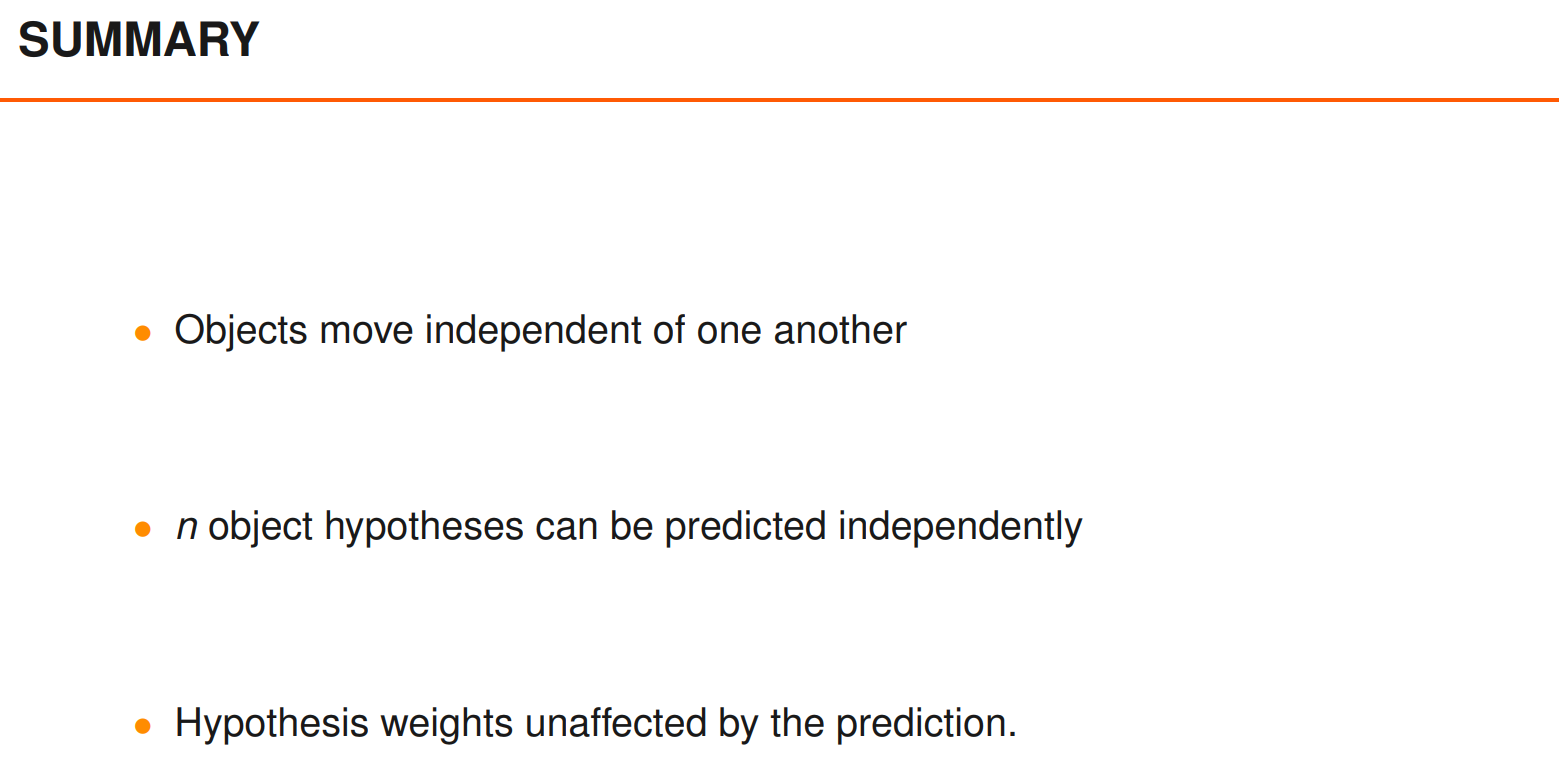 SUMMARY
• Objects move independent of one another
• n object hypotheses can be predicted independently
• Hypothesis weights unaffected by the prediction.